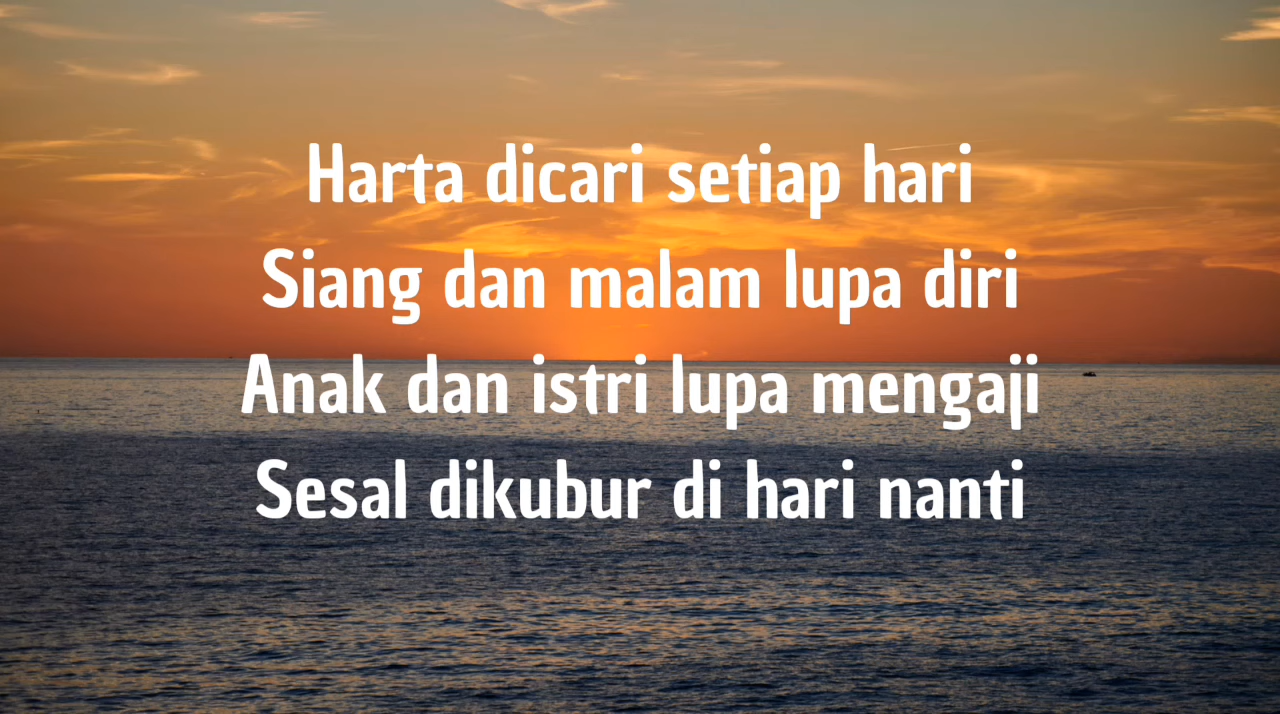 Harta dicari setiap hari
Siang dan malam lupa diri
Anak dan istri lupa mengaji
Sesal dikubur di hari nanti